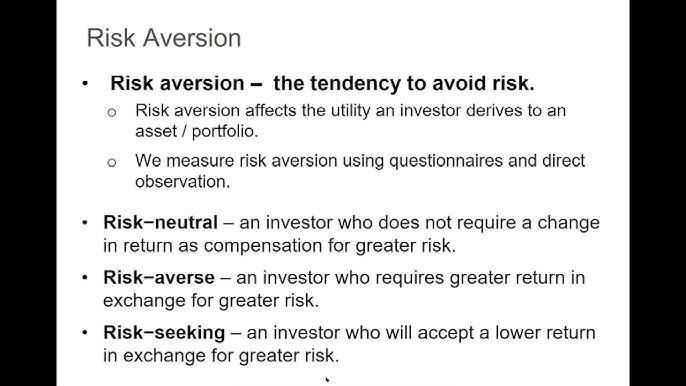 Risk Aversion
• Risk aversion – the tendency to avoid risk.
o Risk aversion affects the utility an investor derives to an
asset / portfolio.
o We measure risk aversion using questionnaires and direct
observation.
• Risk−neutral – an investor who does not require a change
in return as compensation for greater risk.
• Risk−averse – an investor who requires greater return in
exchange for greater risk.
• Risk−seeking – an investor who will accept a lower return
in exchange for greater risk.